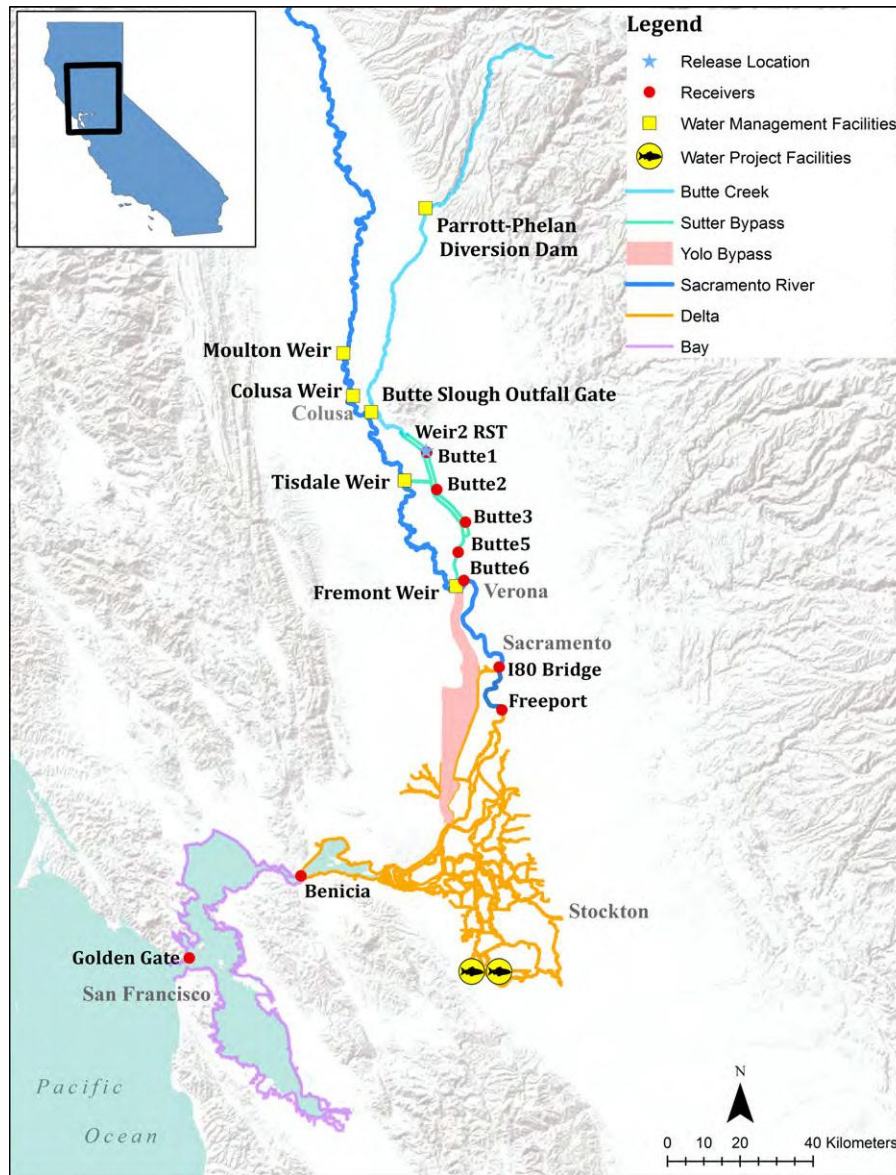 Legend
Release Location
Receivers
Water Management Facilities
Water Project Facilities
Butte Creek
Sutter Bypass
Yolo Bypass
Sacramento River
Delta
Bay
Parrott-Phelan
Diversion Dam
Moulton Weir
Colusa Weir
Butte Slough Outfall Gate
Colusa
Weir2 RST
Butte1
Tisdale Weir
Butte2
Butte3
Butte5
Butte6
Fremont Weir
Verona
Sacramento
I80 Bridge
Freeport
Benicia
Stockton
Golden Gate
San Francisco
Pacific
Ocean
N
0 10 20 40 Kilometers